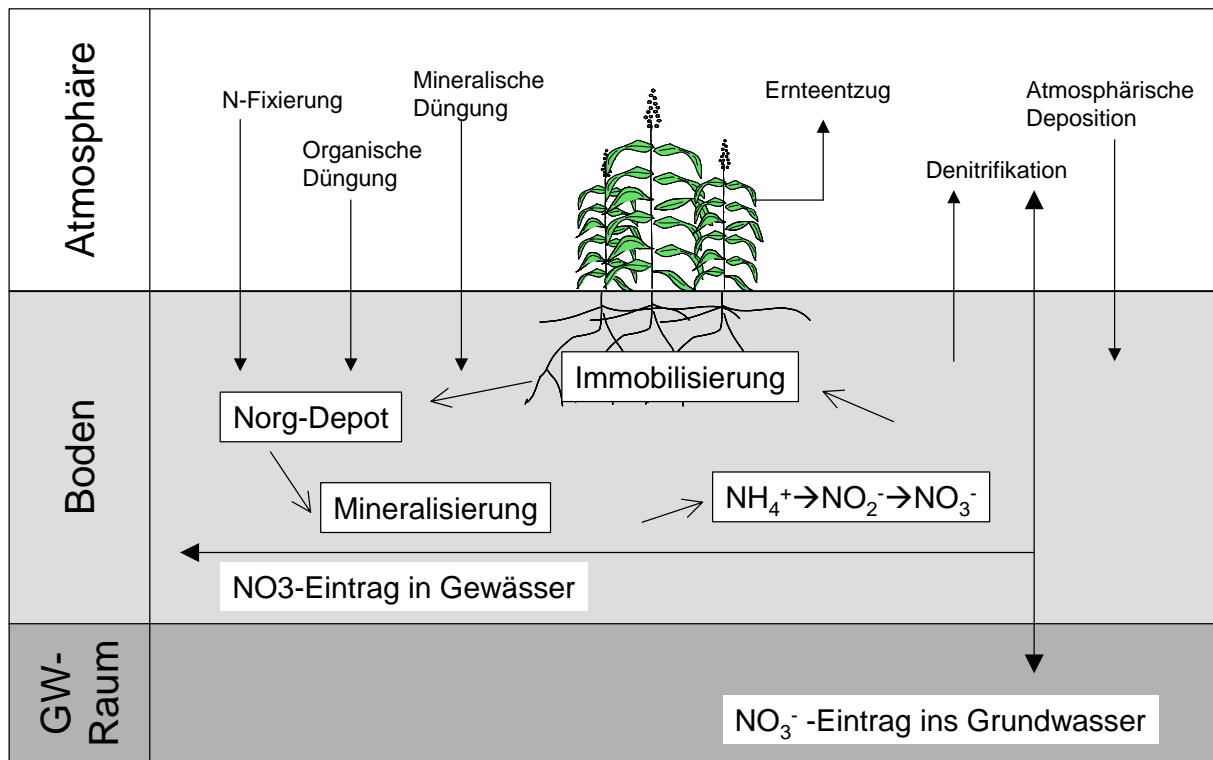 Atmosphäre
N-Fixierung
Organische
Düngung
Mineralische
Düngung
Ernteentzug
Atmosphärische
Deposition
Denitrifikation
Boden
Immobilisierung
Norg-Depot
Mineralisierung
NH₄⁺→NO₂⁻→NO₃⁻
NO3-Eintrag in Gewässer
GW-
Raum
NO₃⁻ -Eintrag ins Grundwasser